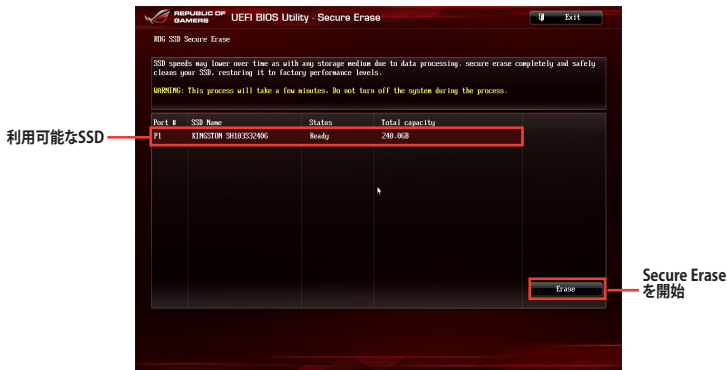 REPUBLIC OF
GAMERS
UEFI BIOS Utility - Secure Erase
Exit
ROG SSD Secure Erase
SSD speeds may lower over time as with any storage medium due to data processing. secure erase completely and safely
cleans your SSD, restoring it to factory performance levels.
WARNING: This process will take a few minutes. Do not turn off the system during the process.
Port # SSD Name Status Total capacity
P1 KINGSTON SH103S3240G Ready 240.0GB
利用可能なSSD
Erase
Secure Erase
を開始